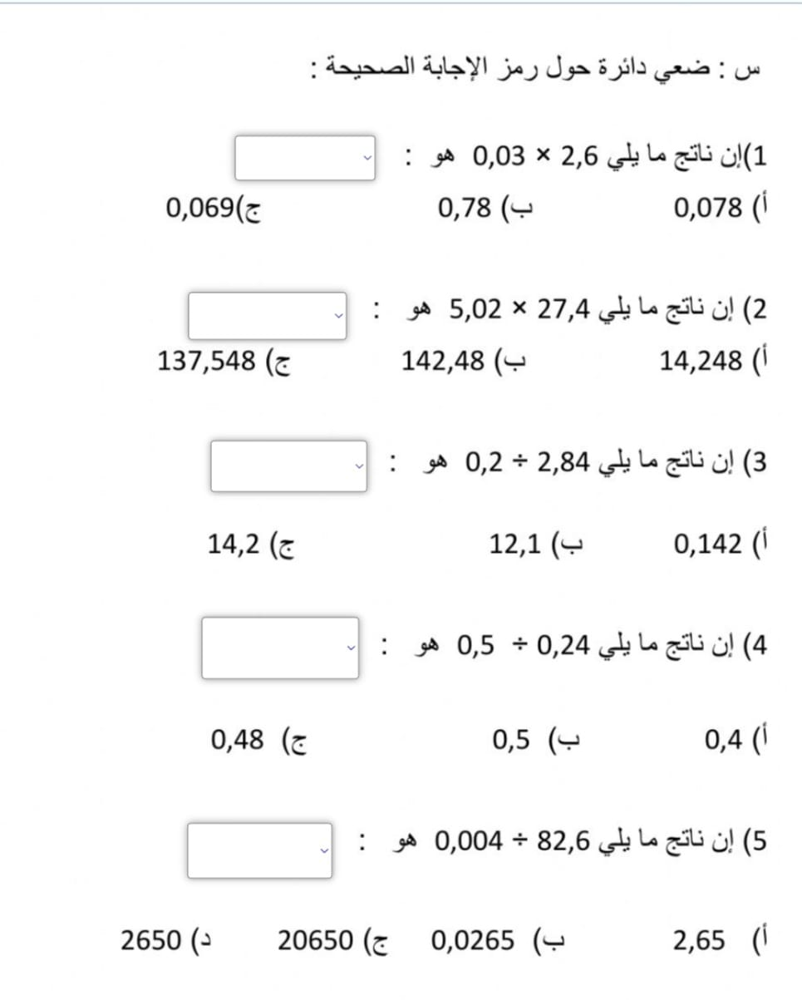 س : ضعي دائرة حول رمز الإجابة الصحيحة :
1)إن ناتج ما يلي 2,6 × 0,03 هو :
أ) 0,078 ب) 0,78 ج)0,069
2) إن ناتج ما يلي 27,4 × 5,02 هو :
أ) 14,248 ب) 142,48 ج) 137,548
3) إن ناتج ما يلي 2,84 ÷ 0,2 هو :
أ) 0,142 ب) 12,1 ج) 14,2
4) إن ناتج ما يلي 0,24 ÷ 0,5 هو :
أ) 0,4 ب) 0,5 ج) 0,48
5) إن ناتج ما يلي 82,6 ÷ 0,004 هو :
أ) 2,65 ب) 0,0265 ج) 20650 د) 2650